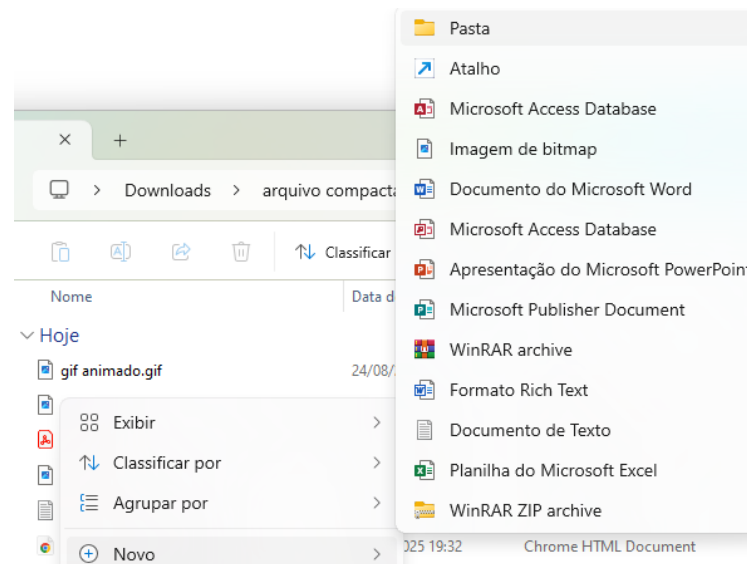 Pasta
Atalho
Microsoft Access Database
Imagem de bitmap
Documento do Microsoft Word
Microsoft Access Database
Apresentação do Microsoft PowerPoint
Microsoft Publisher Document
WinRAR archive
Formato Rich Text
Documento de Texto
Planilha do Microsoft Excel
WinRAR ZIP archive
Downloads > arquivo compacta
Classificar
Nome
Data d
Hoje
gif animado.gif 24/08/
Exibir
Classificar por
Agrupar por
Novo
025 19:32 Chrome HTML Document